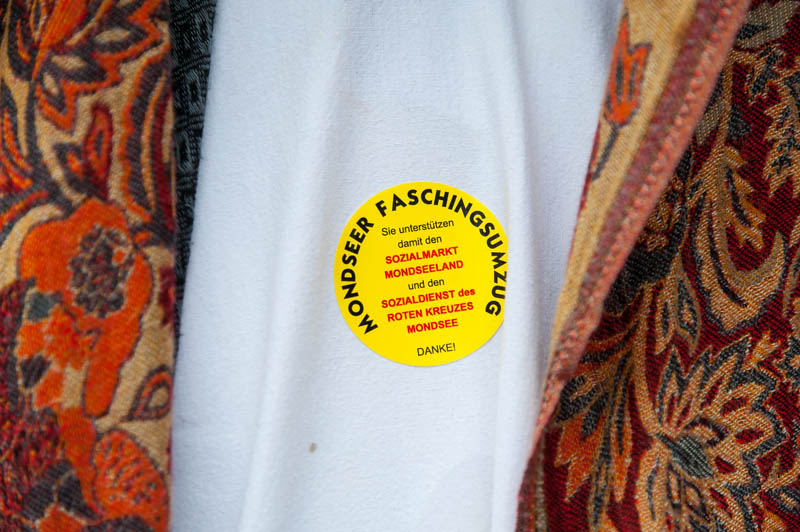 MONDSEER FASCHINGSUMZUG
Sie unterstützen
damit den
SOZIALMARKT
MONDSEELAND
und den
SOZIALDIENST des
ROTEN KREUZES
MONDSEE
DANKE!